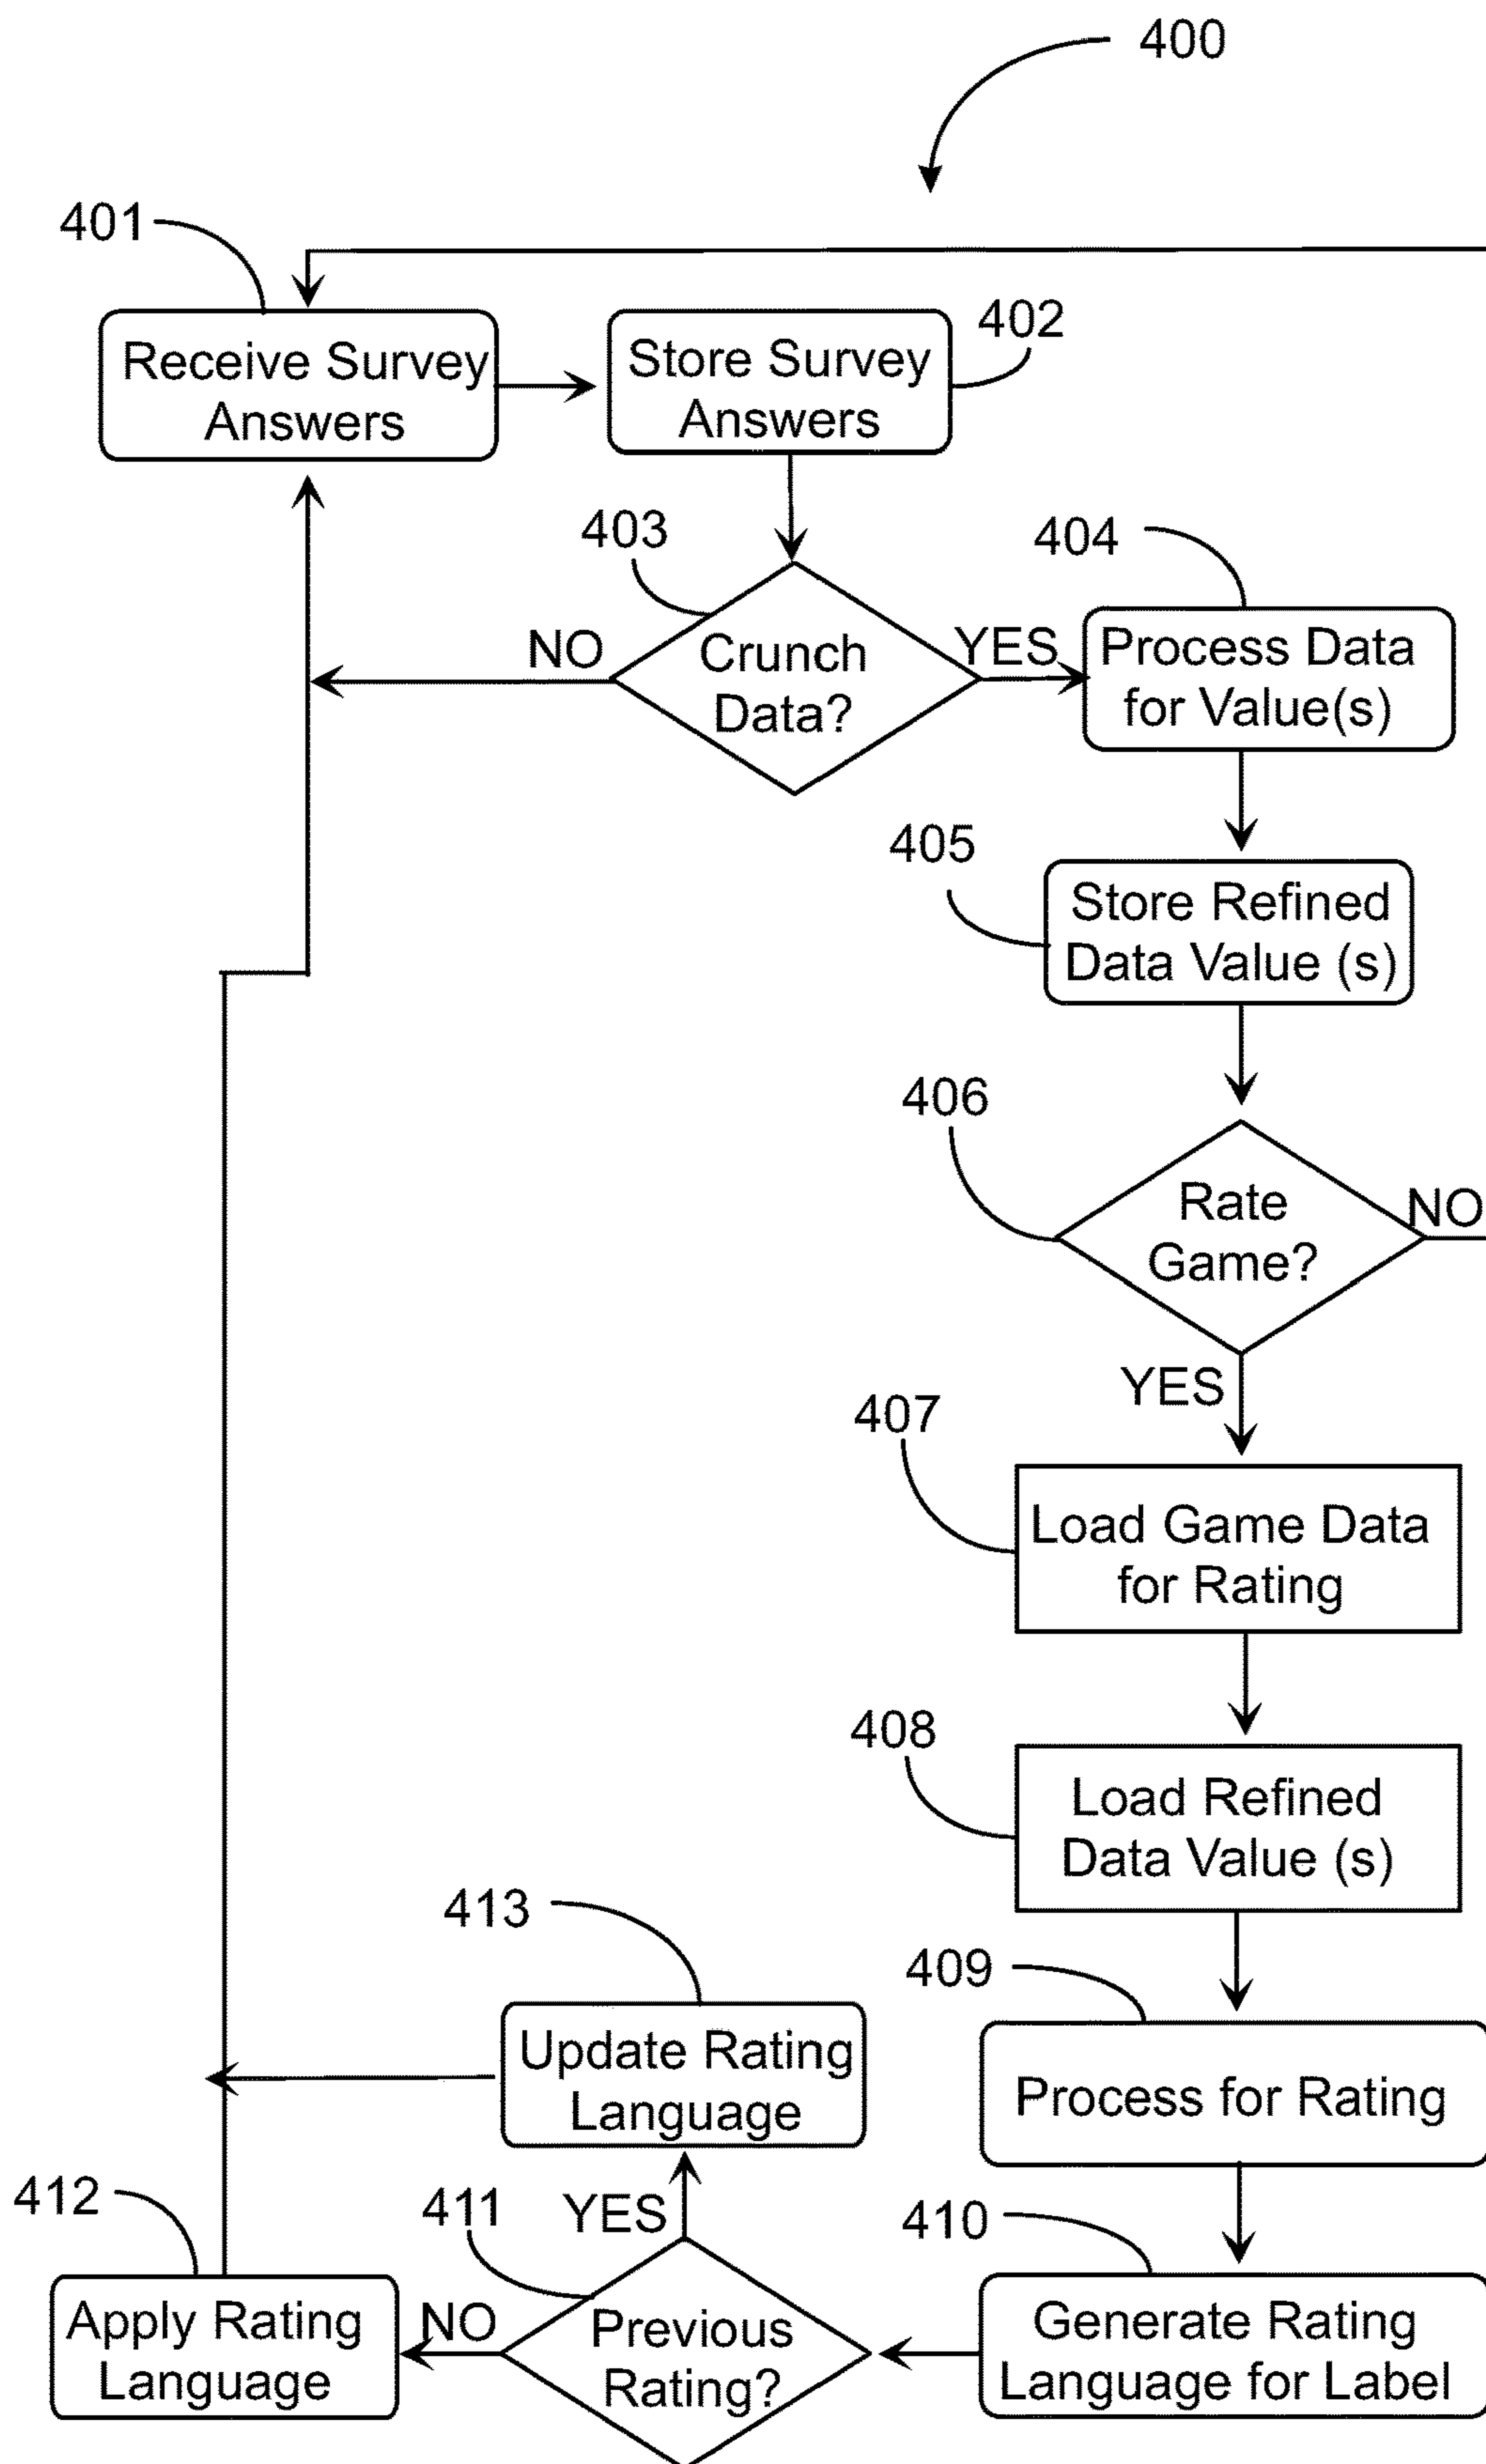 400
401
Receive Survey
Answers
402
Store Survey
Answers
403
NO
Crunch
Data?
YES
404
Process Data
for Value(s)
405
Store Refined
Data Value (s)
406
Rate
Game?
NO
YES
407
Load Game Data
for Rating
408
Load Refined
Data Value (s)
413
Update Rating
Language
409
Process for Rating
412
Apply Rating
Language
411
YES
NO
Previous
Rating?
410
Generate Rating
Language for Label